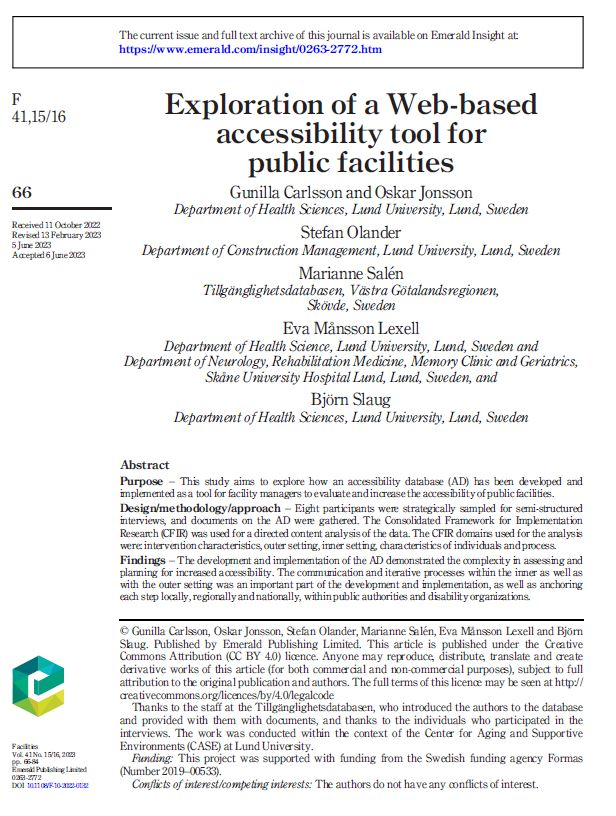 The current issue and full text archive of this journal is available on Emerald Insight at:
https://www.emerald.com/insight/0263-2772.htm
F
41,15/16
66
Received 11 October 2022
Revised 13 February 2023
5 June 2023
Accepted 6 June 2023
Exploration of a Web-based
accessibility tool for
public facilities
Gunilla Carlsson and Oskar Jonsson
Department of Health Sciences, Lund University, Lund, Sweden
Stefan Olander
Department of Construction Management, Lund University, Lund, Sweden
Marianne Salén
Tillgänglighetsdatabasen, Västra Götalandsregionen,
Skövde, Sweden
Eva Månsson Lexell
Department of Health Science, Lund University, Lund, Sweden and
Department of Neurology, Rehabilitation Medicine, Memory Clinic and Geriatrics,
Skåne University Hospital Lund, Lund, Sweden, and
Björn Slaug
Department of Health Sciences, Lund University, Lund, Sweden
Abstract
Purpose – This study aims to explore how an accessibility database (AD) has been developed and
implemented as a tool for facility managers to evaluate and increase the accessibility of public facilities.
Design/methodology/approach – Eight participants were strategically sampled for semi-structured
interviews, and documents on the AD were gathered. The Consolidated Framework for Implementation
Research (CFIR) was used for a directed content analysis of the data. The CFIR domains used for the analysis
were: intervention characteristics, outer setting, inner setting, characteristics of individuals and process.
Findings – The development and implementation of the AD demonstrated the complexity in assessing and
planning for increased accessibility. The communication and iterative processes within the inner as well as
with the outer setting was an important part of the development and implementation, as well as anchoring
each step locally, regionally and nationally, within public authorities and disability organizations.
© Gunilla Carlsson, Oskar Jonsson, Stefan Olander, Marianne Salén, Eva Månsson Lexell and Björn
Slaug. Published by Emerald Publishing Limited. This article is published under the Creative
Commons Attribution (CC BY 4.0) licence. Anyone may reproduce, distribute, translate and create
derivative works of this article (for both commercial and non-commercial purposes), subject to full
attribution to the original publication and authors. The full terms of this licence may be seen at http://
creativecommons.org/licences/by/4.0/legalcode
Thanks to the staff at the Tillgänglighetsdatabasen, who introduced the authors to the database
and provided them with documents, and thanks to the individuals who participated in the
interviews. The work was conducted within the context of the Center for Aging and Supportive
Environments (CASE) at Lund University.
Funding: This project was supported with funding from the Swedish funding agency Formas
(Number 2019–00533).
Conflicts of interest/competing interests: The authors do not have any conflicts of interest.
Facilities
Vol. 41 No. 15/16, 2023
pp. 66-84
Emerald Publishing Limited
0263-2772
DOI 10.1108/F-10-2022-0132